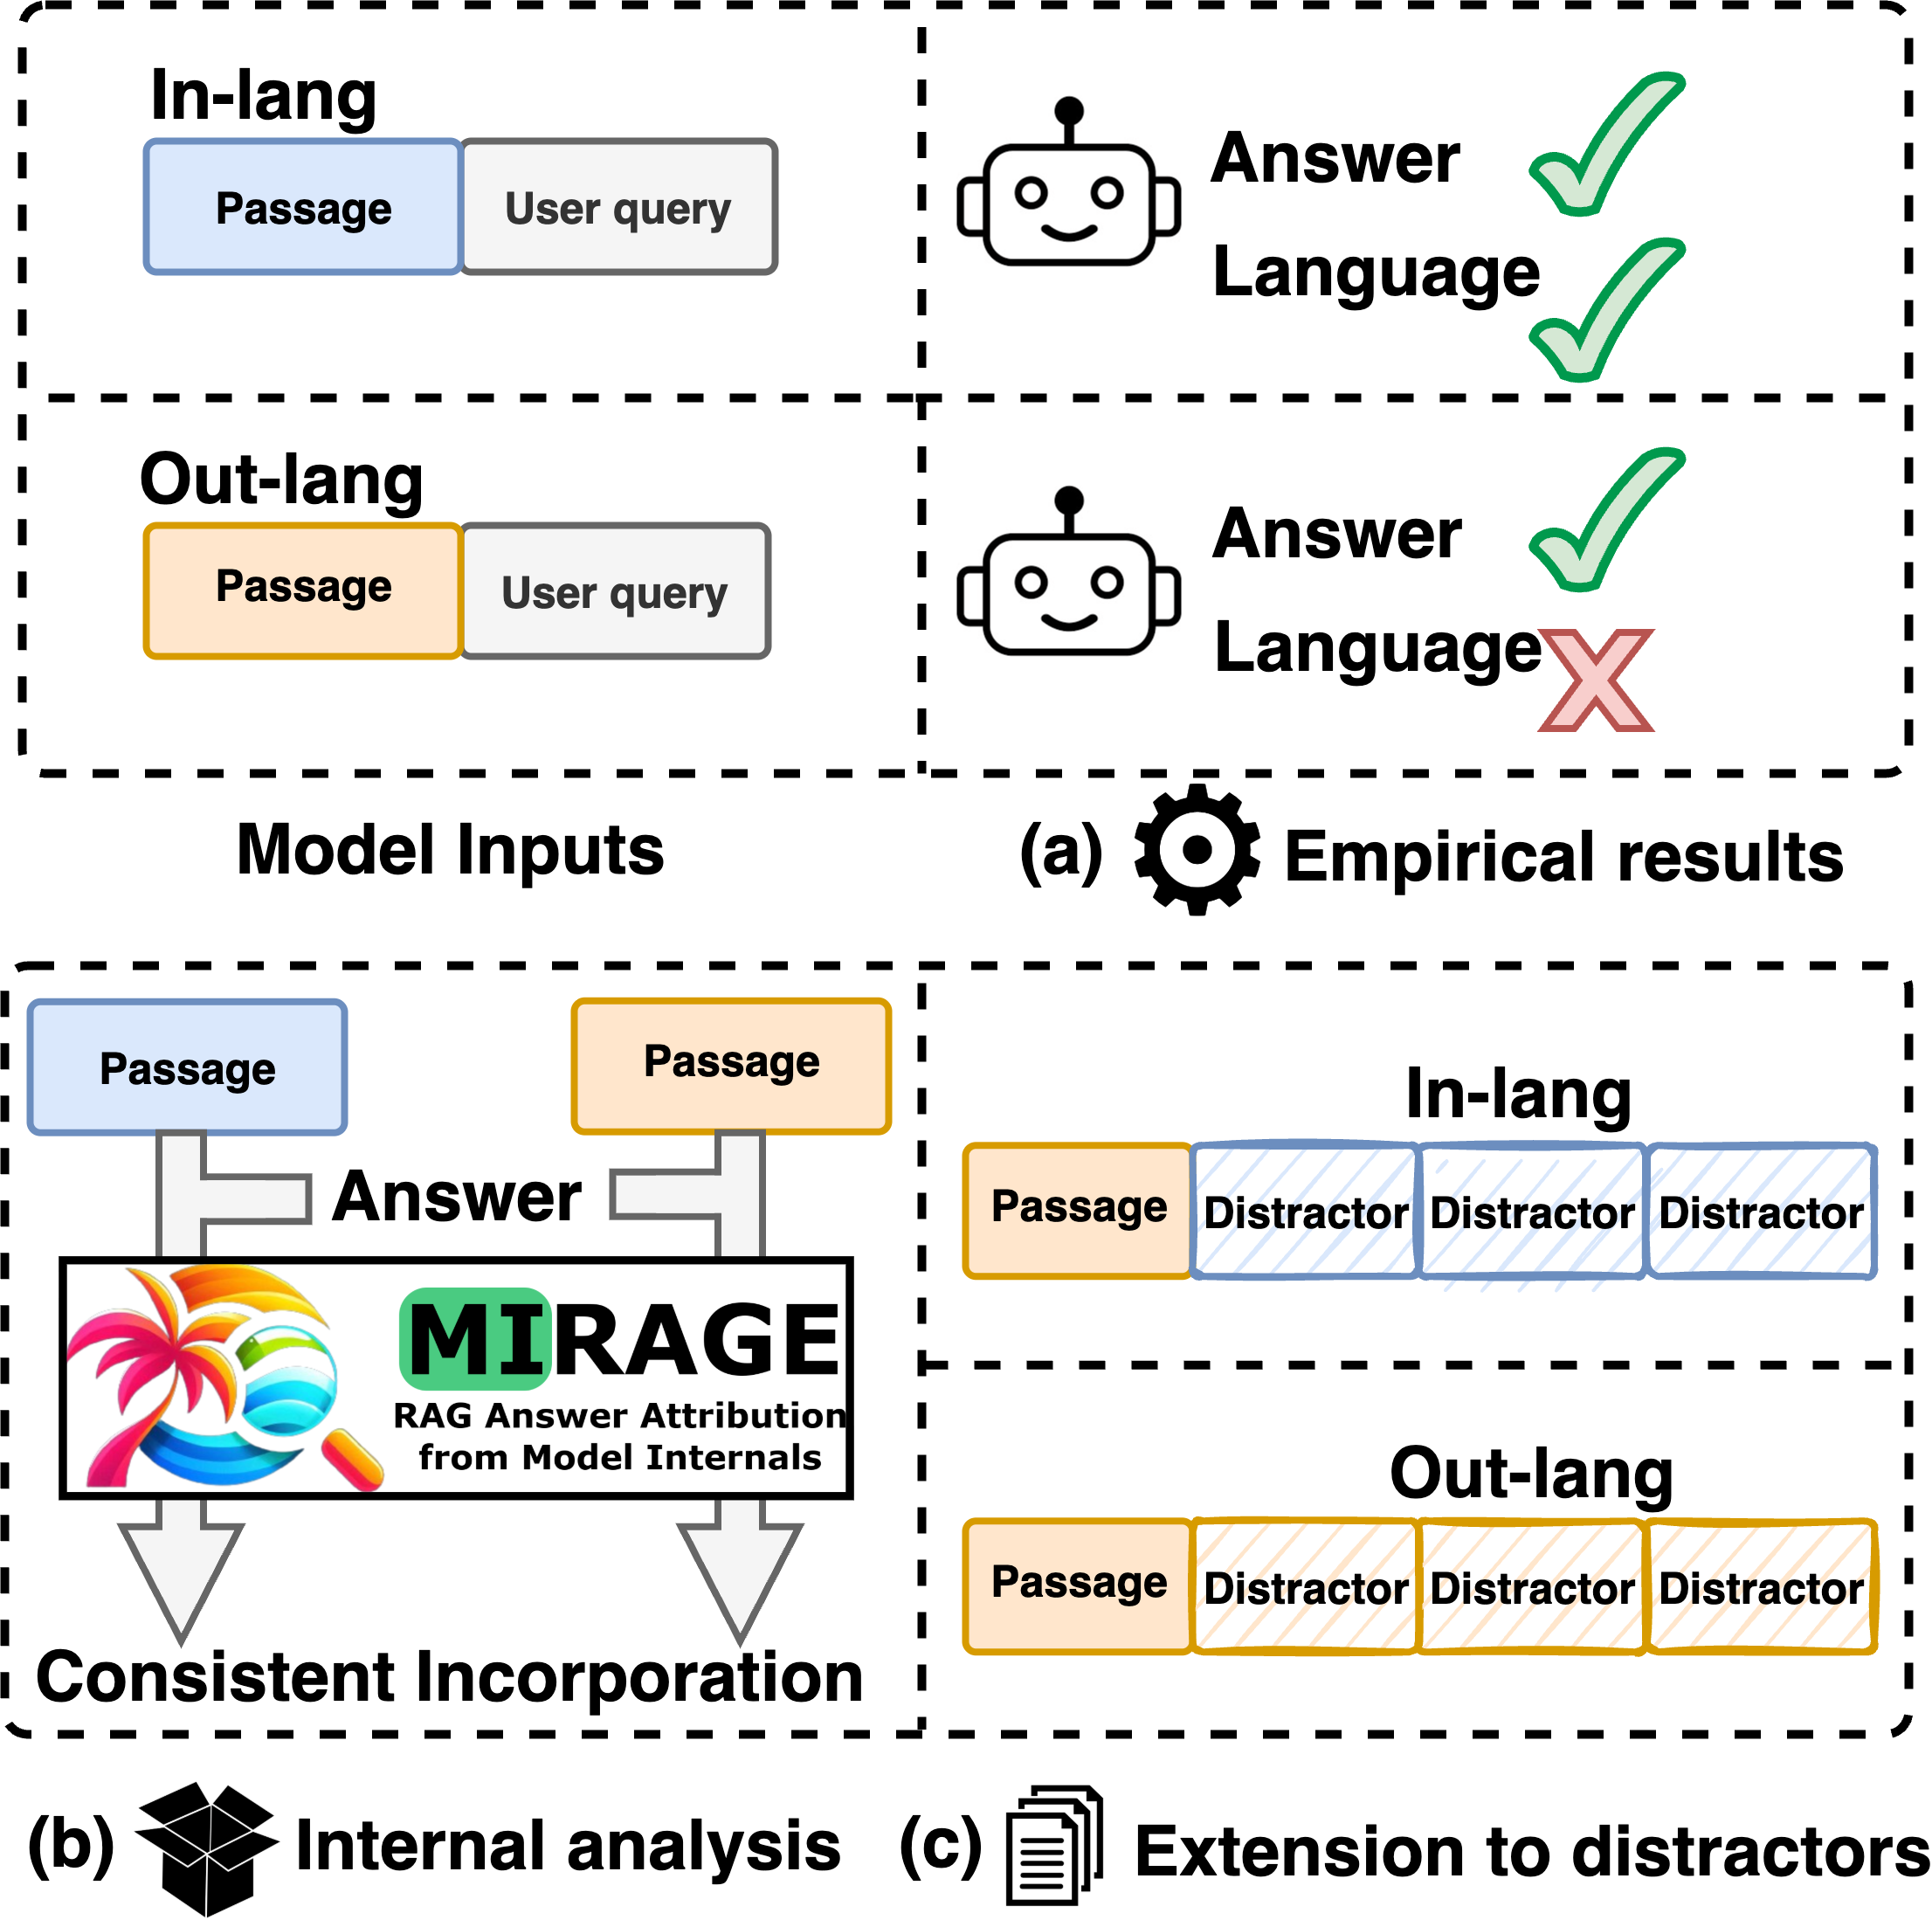 In-lang
Passage
User query
Answer
Language
Out-lang
Passage
User query
Answer
Language
Model Inputs
(a) Empirical results
Passage
Passage
Answer
MIRAGE
RAG Answer Attribution
from Model Internals
Consistent Incorporation
In-lang
Passage Distractor Distractor Distractor
Out-lang
Passage Distractor Distractor Distractor
(b) Internal analysis
(c) Extension to distractors